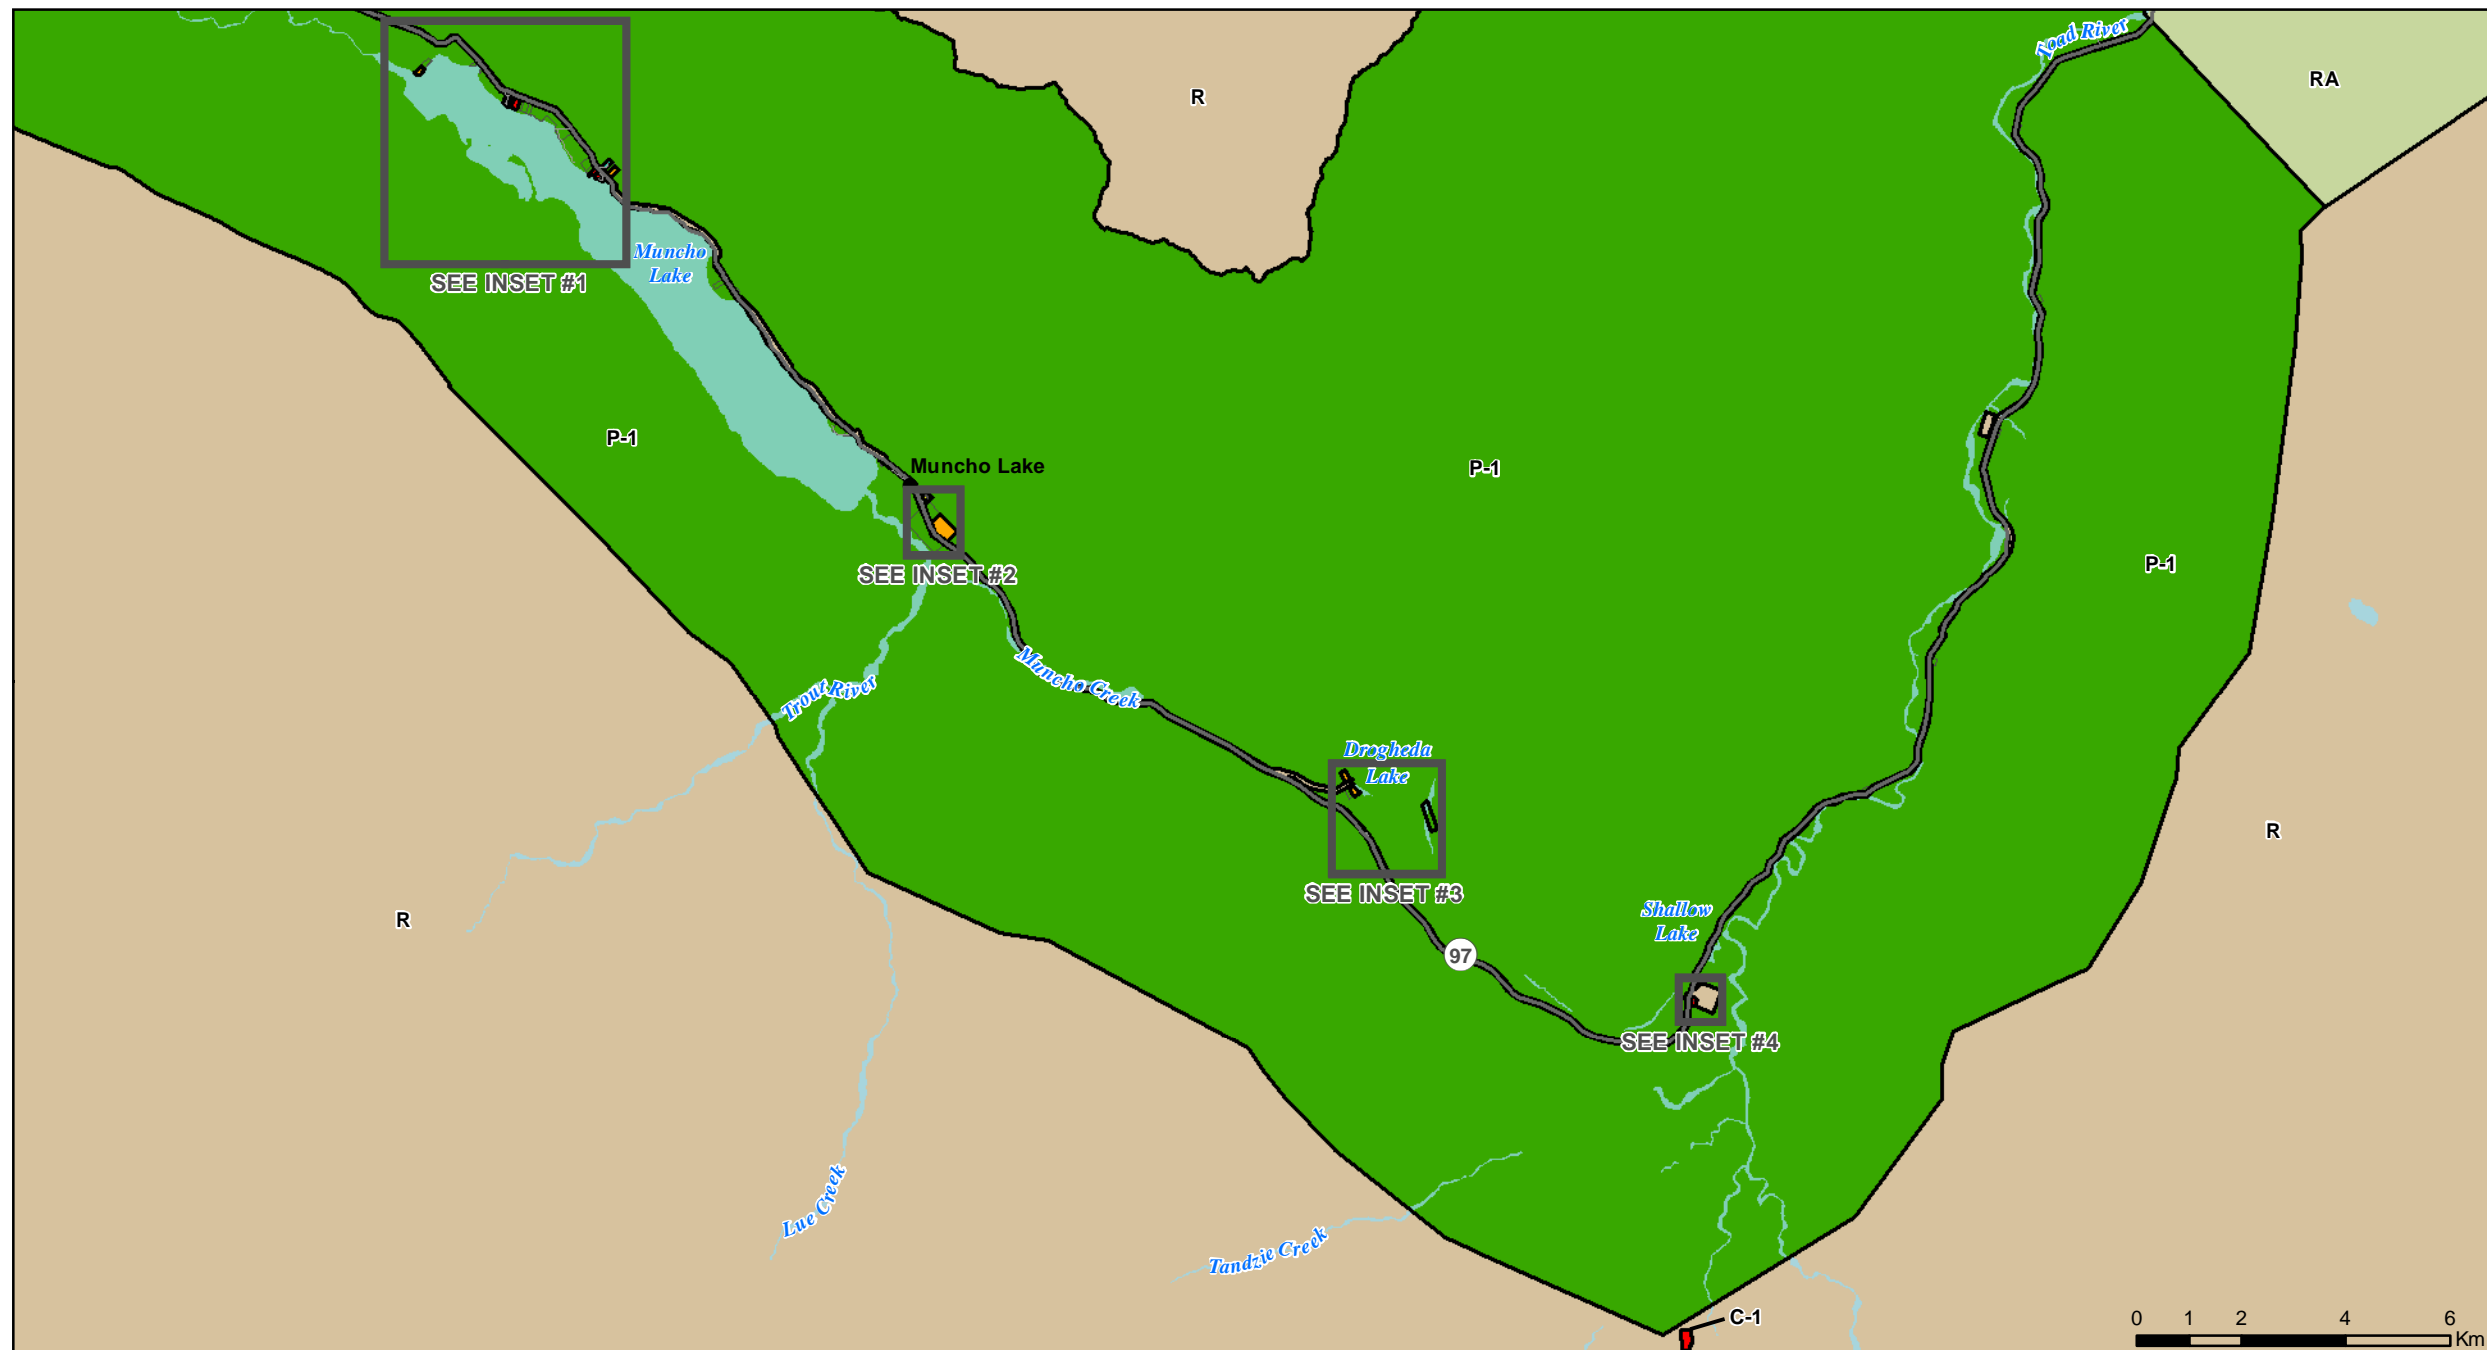 Toad River
RA
R
Muncho
Lake
SEE INSET #1
P-1
Muncho Lake
P-1
SEE INSET #2
P-1
Muncho Creek
Trout River
Drogheda
Lake
R
SEE INSET #3
Shallow
Lake
R
97
SEE INSET #4
Lue Creek
Tandzie Creek
C-1
0 1 2 4 6
Km